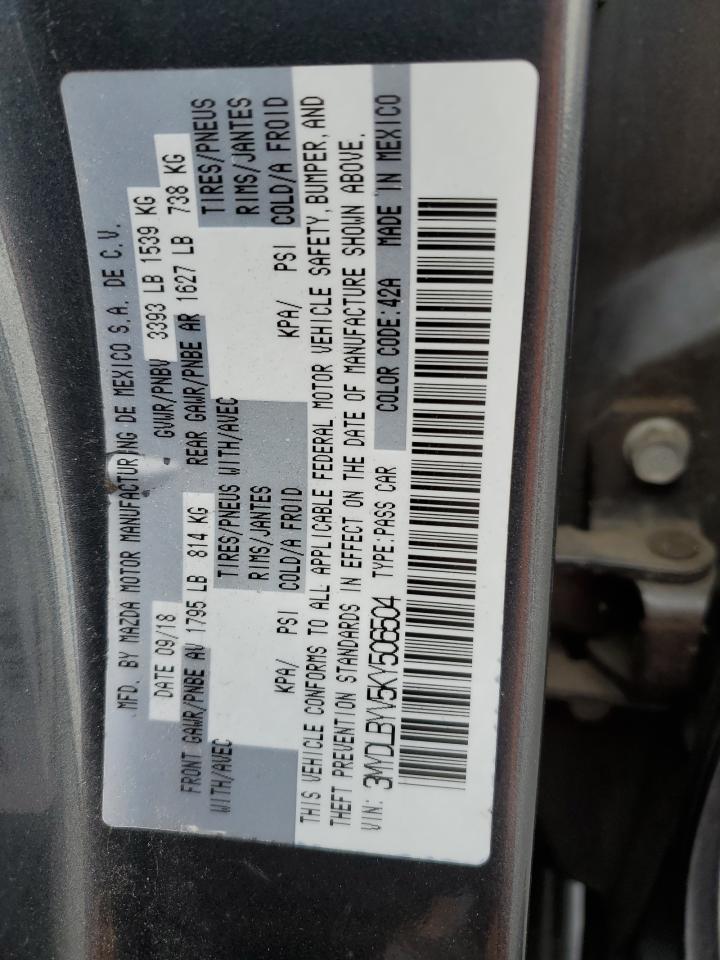 MFD. BY MAZDA MOTOR MANUFACTURING DE MEXICO S.A. DE C.V.
DATE 09/18 GVWR/PNBV 3393 LB 1539 KG
FRONT GAWR/PNBE AV 1795 LB 814 KG REAR GAWR/PNBE AR 1627 LB 738 KG
WITH/AVEC TIRES/PNEUS WITH/AVEC TIRES/PNEUS
RIMS/JANTES RIMS/JANTES
KPA/ PSI COLD/A FROID KPA/ PSI COLD/A FROID
THIS VEHICLE CONFORMS TO ALL APPLICABLE FEDERAL MOTOR VEHICLE SAFETY, BUMPER, AND
THEFT PREVENTION STANDARDS IN EFFECT ON THE DATE OF MANUFACTURE SHOWN ABOVE.
VIN: 3MYDLBYV5KY506504 TYPE:PASS CAR COLOR CODE:42A MADE IN MEXICO